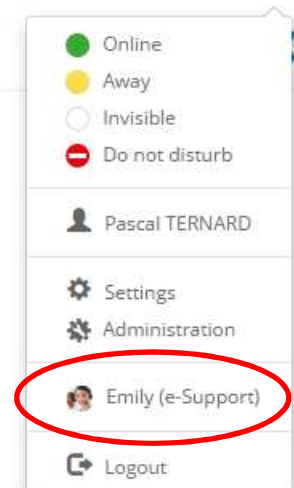 Online
Away
Invisible
Do not disturb
Pascal TERNARD
Settings
Administration
Emily (e-Support)
Logout